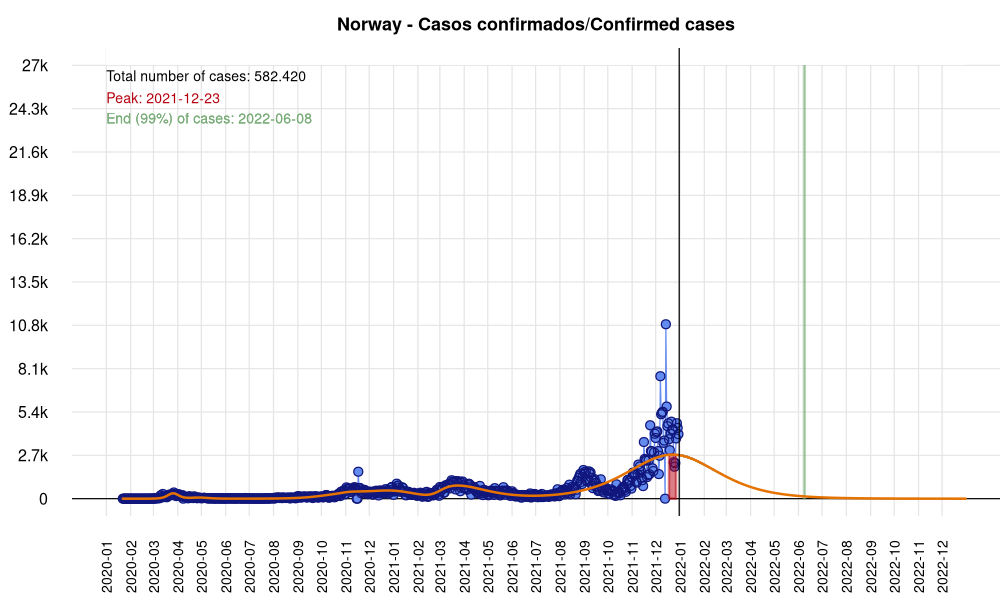 Norway - Casos confirmados/Confirmed cases
Total number of cases: 582.420
Peak: 2021-12-23
End (99%) of cases: 2022-06-08
27k
24.3k
21.6k
18.9k
16.2k
13.5k
10.8k
8.1k
5.4k
2.7k
0
2020-01
2020-02
2020-03
2020-04
2020-05
2020-06
2020-07
2020-08
2020-09
2020-10
2020-11
2020-12
2021-01
2021-02
2021-03
2021-04
2021-05
2021-06
2021-07
2021-08
2021-09
2021-10
2021-11
2021-12
2022-01
2022-02
2022-03
2022-04
2022-05
2022-06
2022-07
2022-08
2022-09
2022-10
2022-11
2022-12